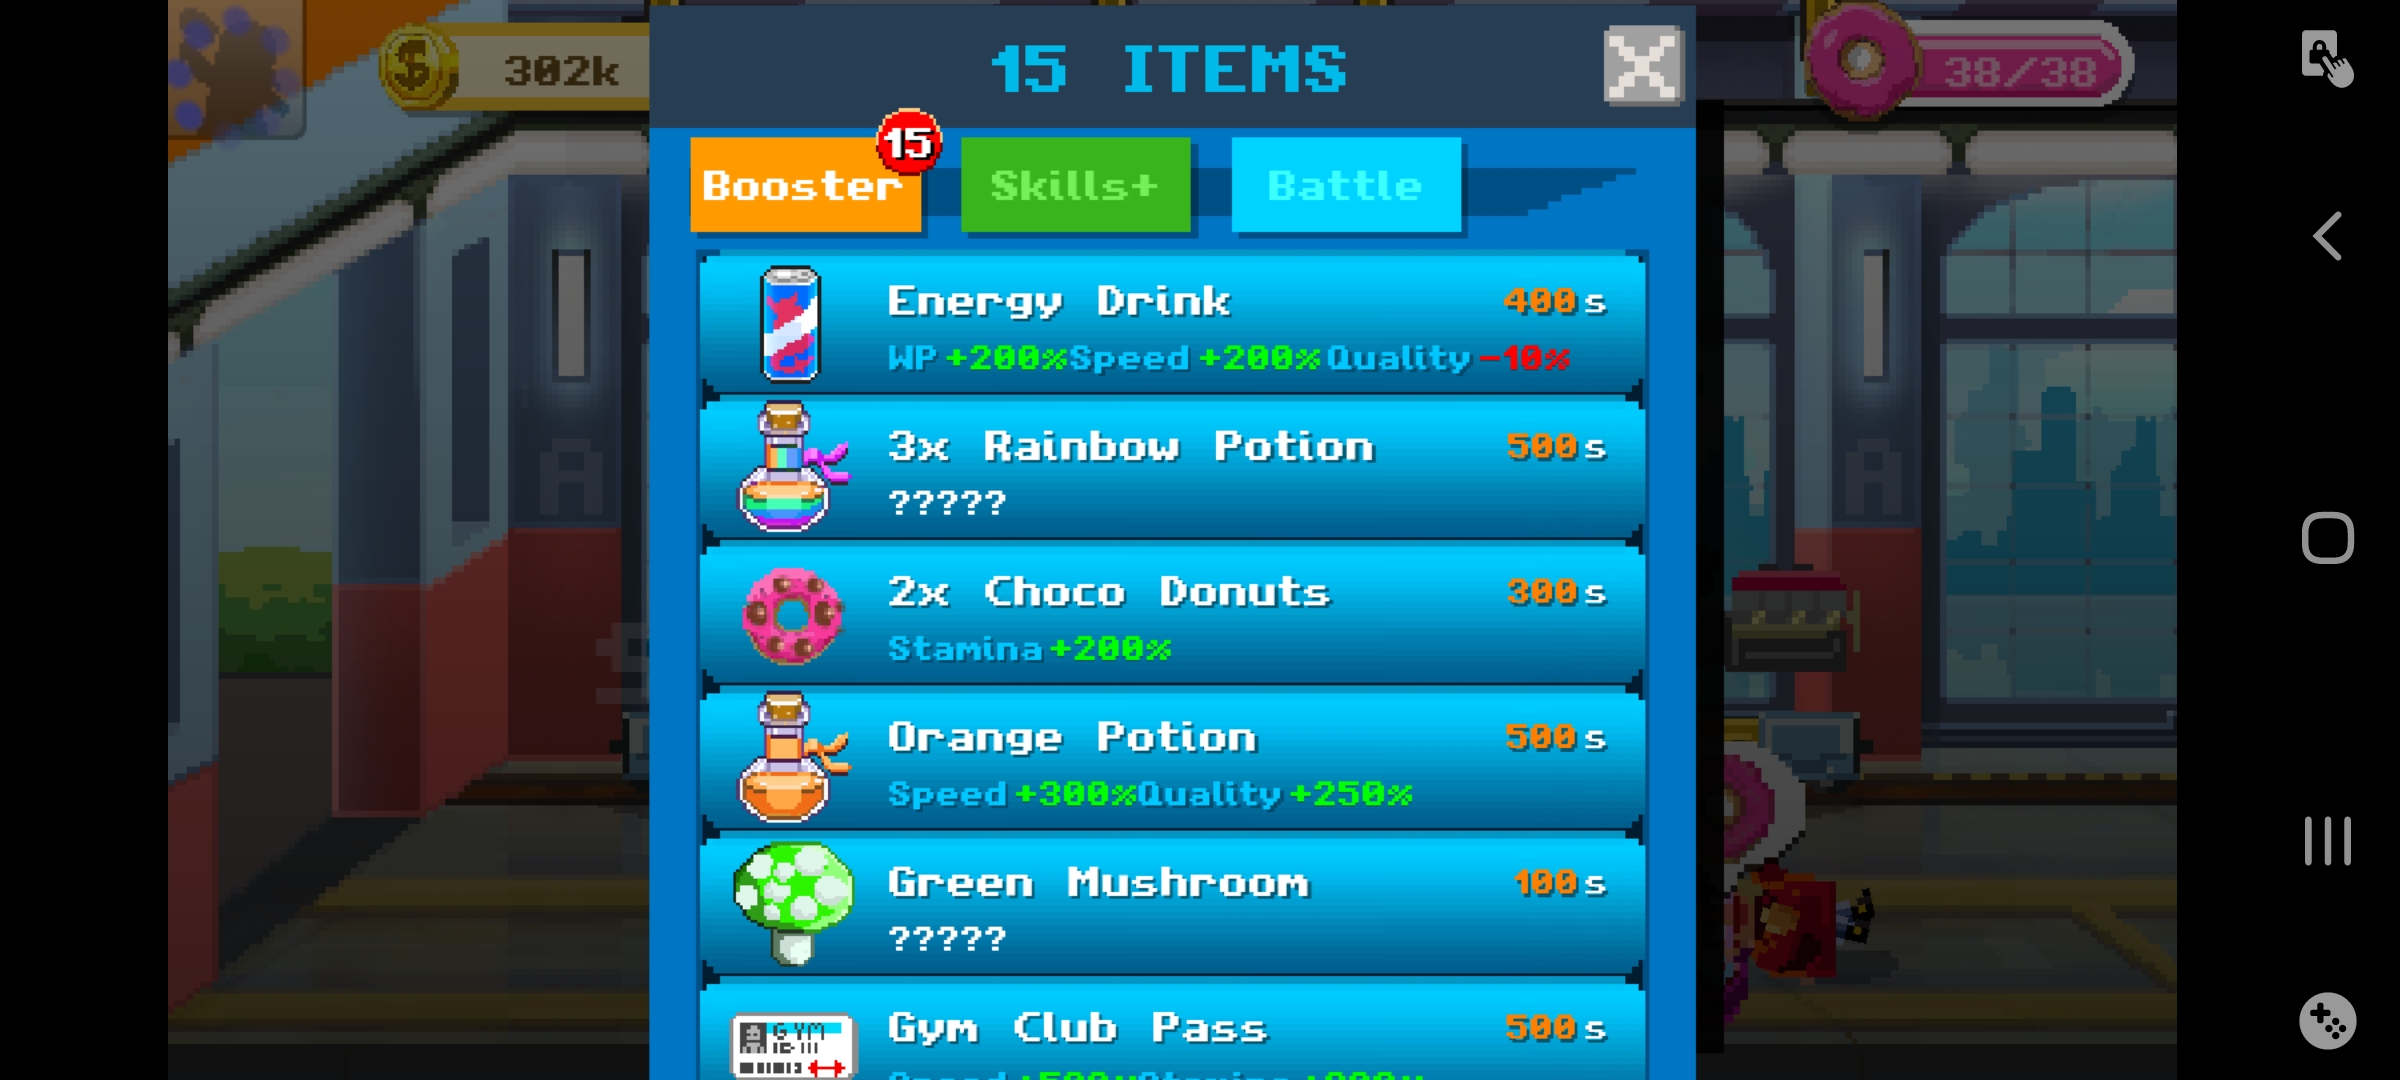 302k
15 ITEMS
38/38
15
Booster
Skills+
Battle
Energy Drink
400s
WP +200% Speed +200% Quality -10%
3x Rainbow Potion
500s
?????
2x Choco Donuts
300s
Stamina +200%
Orange Potion
500s
Speed +300% Quality +250%
Green Mushroom
100s
?????
GYM
Gym Club Pass
500s
A
A